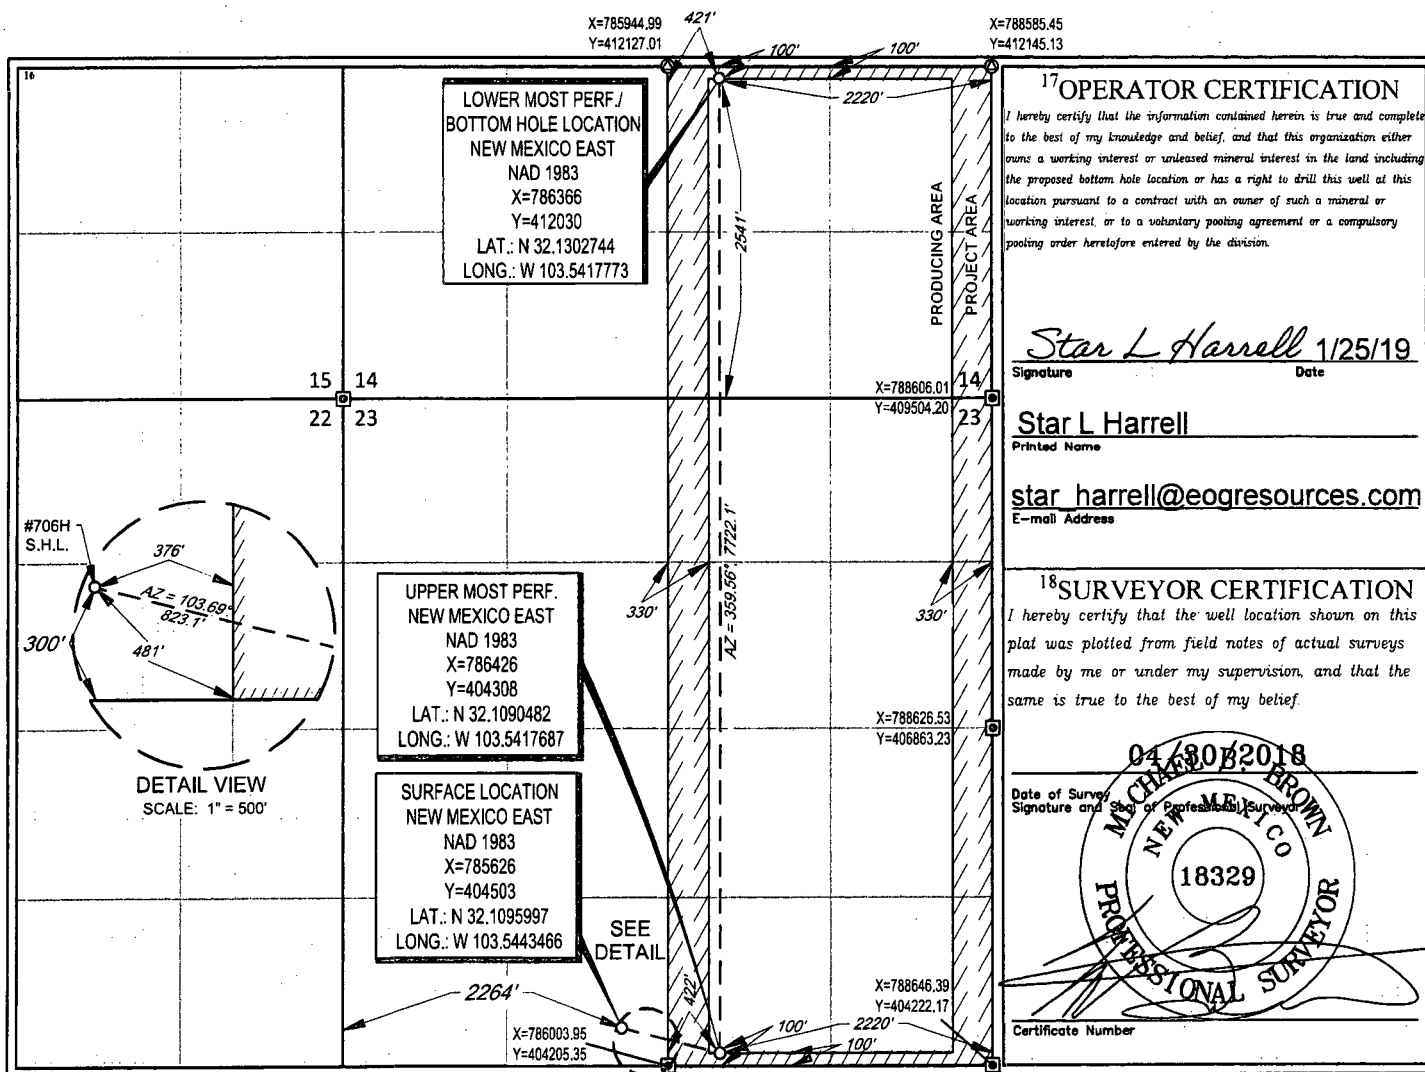 X=785944.99
Y=412127.01
421'
100'
100'
X=788585.45
Y=412145.13
16
LOWER MOST PERF./
BOTTOM HOLE LOCATION
NEW MEXICO EAST
NAD 1983
X=786366
Y=412030
LAT.: N 32.1302744
LONG.: W 103.5417773
2220'
2541'
PRODUCING AREA
PROJECT AREA
15 14
22 23
X=788606.01
Y=409504.20
14
23
#706H
S.H.L.
376'
AZ = 103.69°
823.1'
300'
481'
DETAIL VIEW
SCALE: 1" = 500'
330'
AZ = 359.56° 7722.1'
330'
UPPER MOST PERF.
NEW MEXICO EAST
NAD 1983
X=786426
Y=404308
LAT.: N 32.1090482
LONG.: W 103.5417687
X=788626.53
Y=406863.23
SURFACE LOCATION
NEW MEXICO EAST
NAD 1983
X=785626
Y=404503
LAT.: N 32.1095997
LONG.: W 103.5443466
SEE
DETAIL
2264'
422'
X=788646.39
Y=404222.17
X=786003.95
Y=404205.35
100'
2220'
100'
17 OPERATOR CERTIFICATION
I hereby certify that the information contained herein is true and complete
to the best of my knowledge and belief, and that this organization either
owns a working interest or unleased mineral interest in the land including
the proposed bottom hole location or has a right to drill this well at this
location pursuant to a contract with an owner of such a mineral or
working interest, or to a voluntary pooling agreement or a compulsory
pooling order heretofore entered by the division.
Star L Harrell 1/25/19
Signature Date
Star L Harrell
Printed Name
star_harrell@eogresources.com
E-mail Address
18 SURVEYOR CERTIFICATION
I hereby certify that the well location shown on this
plat was plotted from field notes of actual surveys
made by me or under my supervision, and that the
same is true to the best of my belief.
04/30/2018
Date of Survey
Signature and Seal of Professional Surveyor
MICHAEL B. BROWN
NEW MEXICO
18329
PROFESSIONAL SURVEYOR
Certificate Number